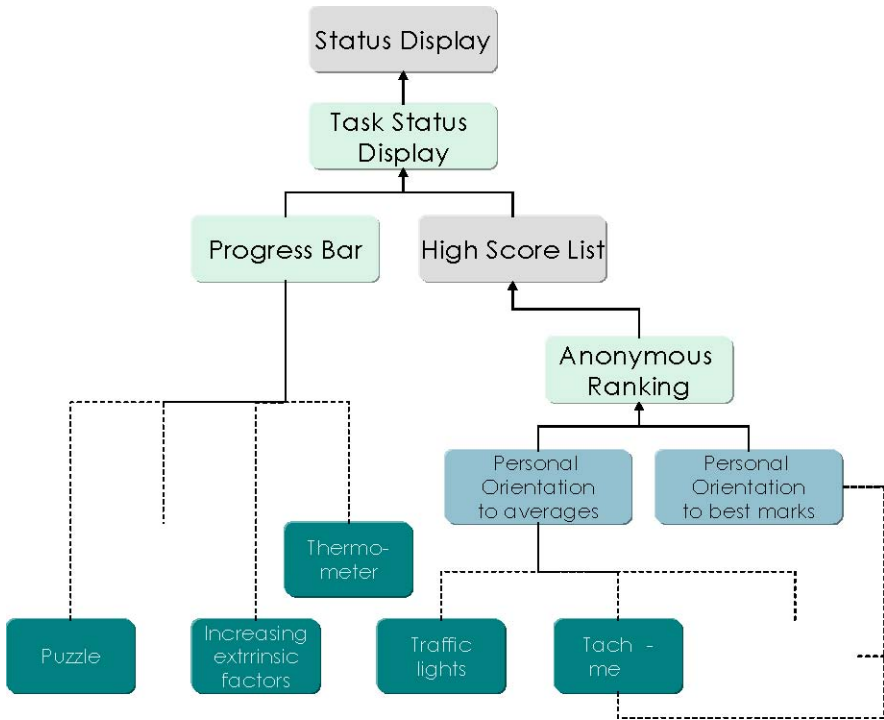 Status Display
Task Status
Display
Progress Bar
High Score List
Anonymous
Ranking
Personal
Orientation
to averages
Personal
Orientation
to best marks
Thermo-
meter
Puzzle
Increasing
extrrinsic
factors
Traffic
lights
Tach -
me